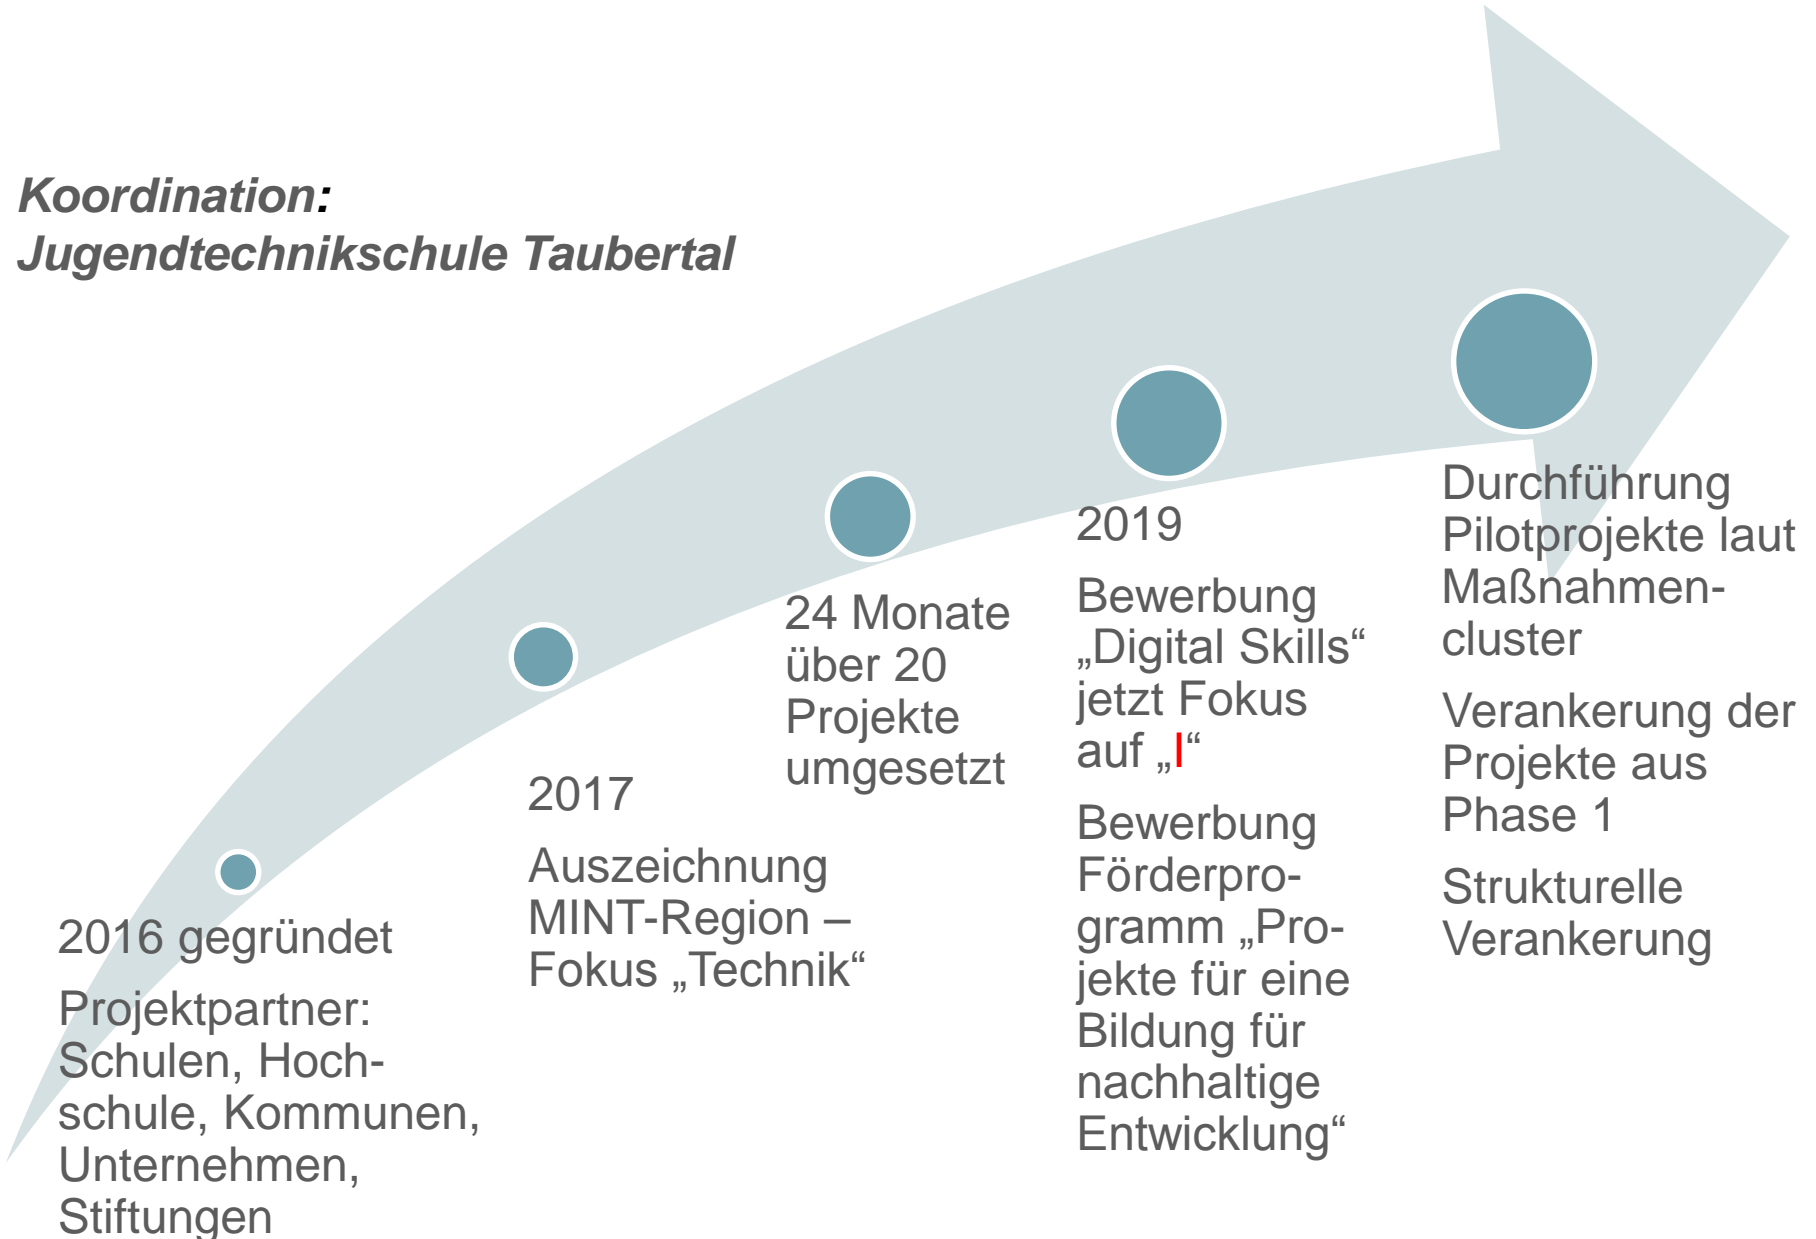 Koordination:
Jugendtechnikschule Taubertal
2016 gegründet
Projektpartner:
Schulen, Hoch-
schule, Kommunen,
Unternehmen,
Stiftungen
2017
Auszeichnung
MINT-Region –
Fokus „Technik“
24 Monate
über 20
Projekte
umgesetzt
2019
Bewerbung
„Digital Skills“
jetzt Fokus
auf „I“
Bewerbung
Förderpro-
gramm „Pro-
jekte für eine
Bildung für
nachhaltige
Entwicklung“
Durchführung
Pilotprojekte laut
Maßnahmen-
cluster
Verankerung der
Projekte aus
Phase 1
Strukturelle
Verankerung